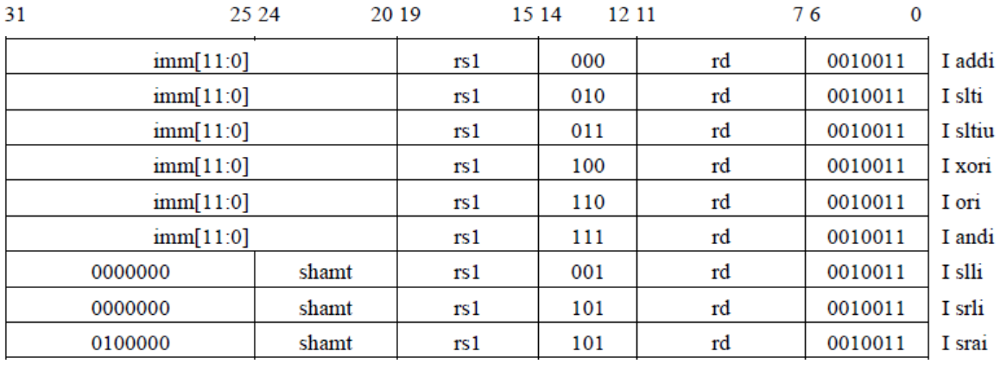 31 25 24 20 19 15 14 12 11 7 6 0
imm[11:0] rs1 000 rd 0010011 I addi
imm[11:0] rs1 010 rd 0010011 I slti
imm[11:0] rs1 011 rd 0010011 I sltiu
imm[11:0] rs1 100 rd 0010011 I xori
imm[11:0] rs1 110 rd 0010011 I ori
imm[11:0] rs1 111 rd 0010011 I andi
0000000 shamt rs1 001 rd 0010011 I slli
0000000 shamt rs1 101 rd 0010011 I srli
0100000 shamt rs1 101 rd 0010011 I srai